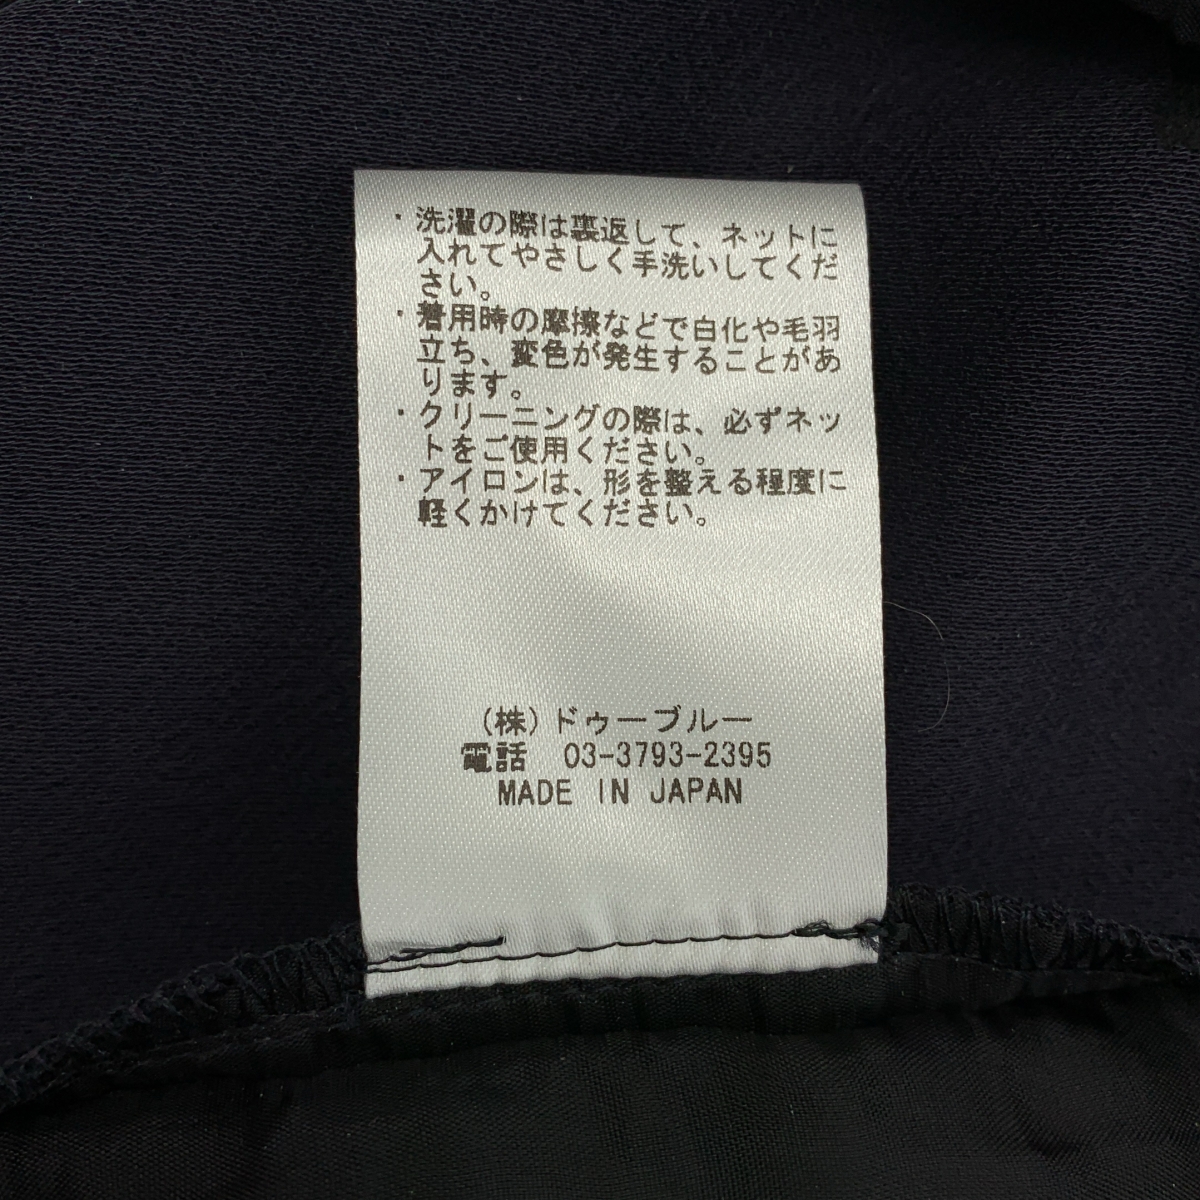 ・洗濯の際は裏返して、ネットに
入れてやさしく手洗いしてくだ
さい。
・着用時の摩擦などで白化や毛羽
立ち、変色が発生することがあ
ります。
・クリーニングの際は、必ずネッ
トをご使用ください。
・アイロンは、形を整える程度に
軽くかけてください。
(株)ドゥーブルー
電話 03-3793-2395
MADE IN JAPAN